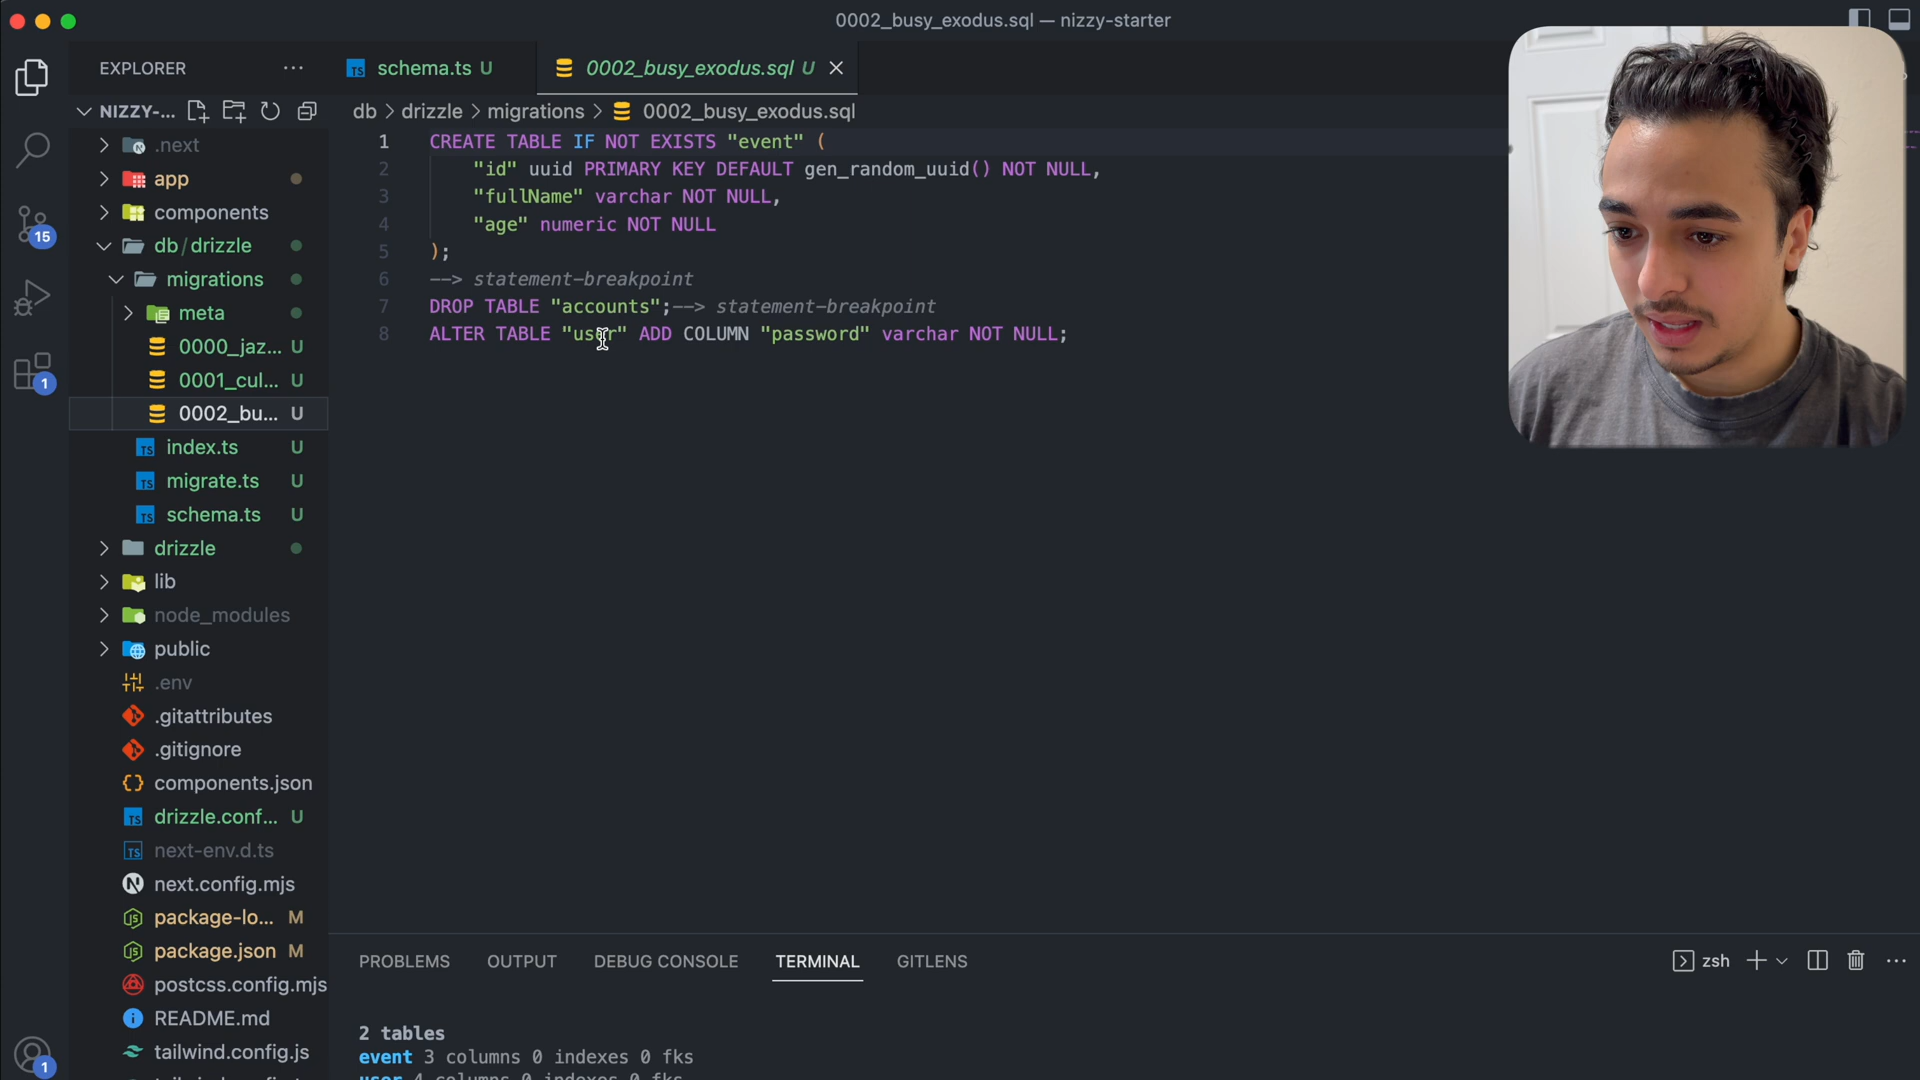 0002_busy_exodus.sql — nizzy-starter
EXPLORER
schema.ts U
0002_busy_exodus.sql U
NIZZY-...
db > drizzle > migrations > 0002_busy_exodus.sql
.next
app
components
db/drizzle
migrations
meta
0000_jaz... U
0001_cul... U
0002_bu... U
index.ts U
migrate.ts U
schema.ts U
drizzle
lib
node_modules
public
.env
.gitattributes
.gitignore
components.json
drizzle.conf... U
next-env.d.ts
next.config.mjs
package-lo... M
package.json M
postcss.config.mjs
README.md
tailwind.config.js
15
1
1
1 CREATE TABLE IF NOT EXISTS "event" (
2 "id" uuid PRIMARY KEY DEFAULT gen_random_uuid() NOT NULL,
3 "fullName" varchar NOT NULL,
4 "age" numeric NOT NULL
5 );
6 --> statement-breakpoint
7 DROP TABLE "accounts";--> statement-breakpoint
8 ALTER TABLE "user" ADD COLUMN "password" varchar NOT NULL;
PROBLEMS OUTPUT DEBUG CONSOLE TERMINAL GITLENS
zsh
2 tables
event 3 columns 0 indexes 0 fks
user 4 columns 0 indexes 0 fks